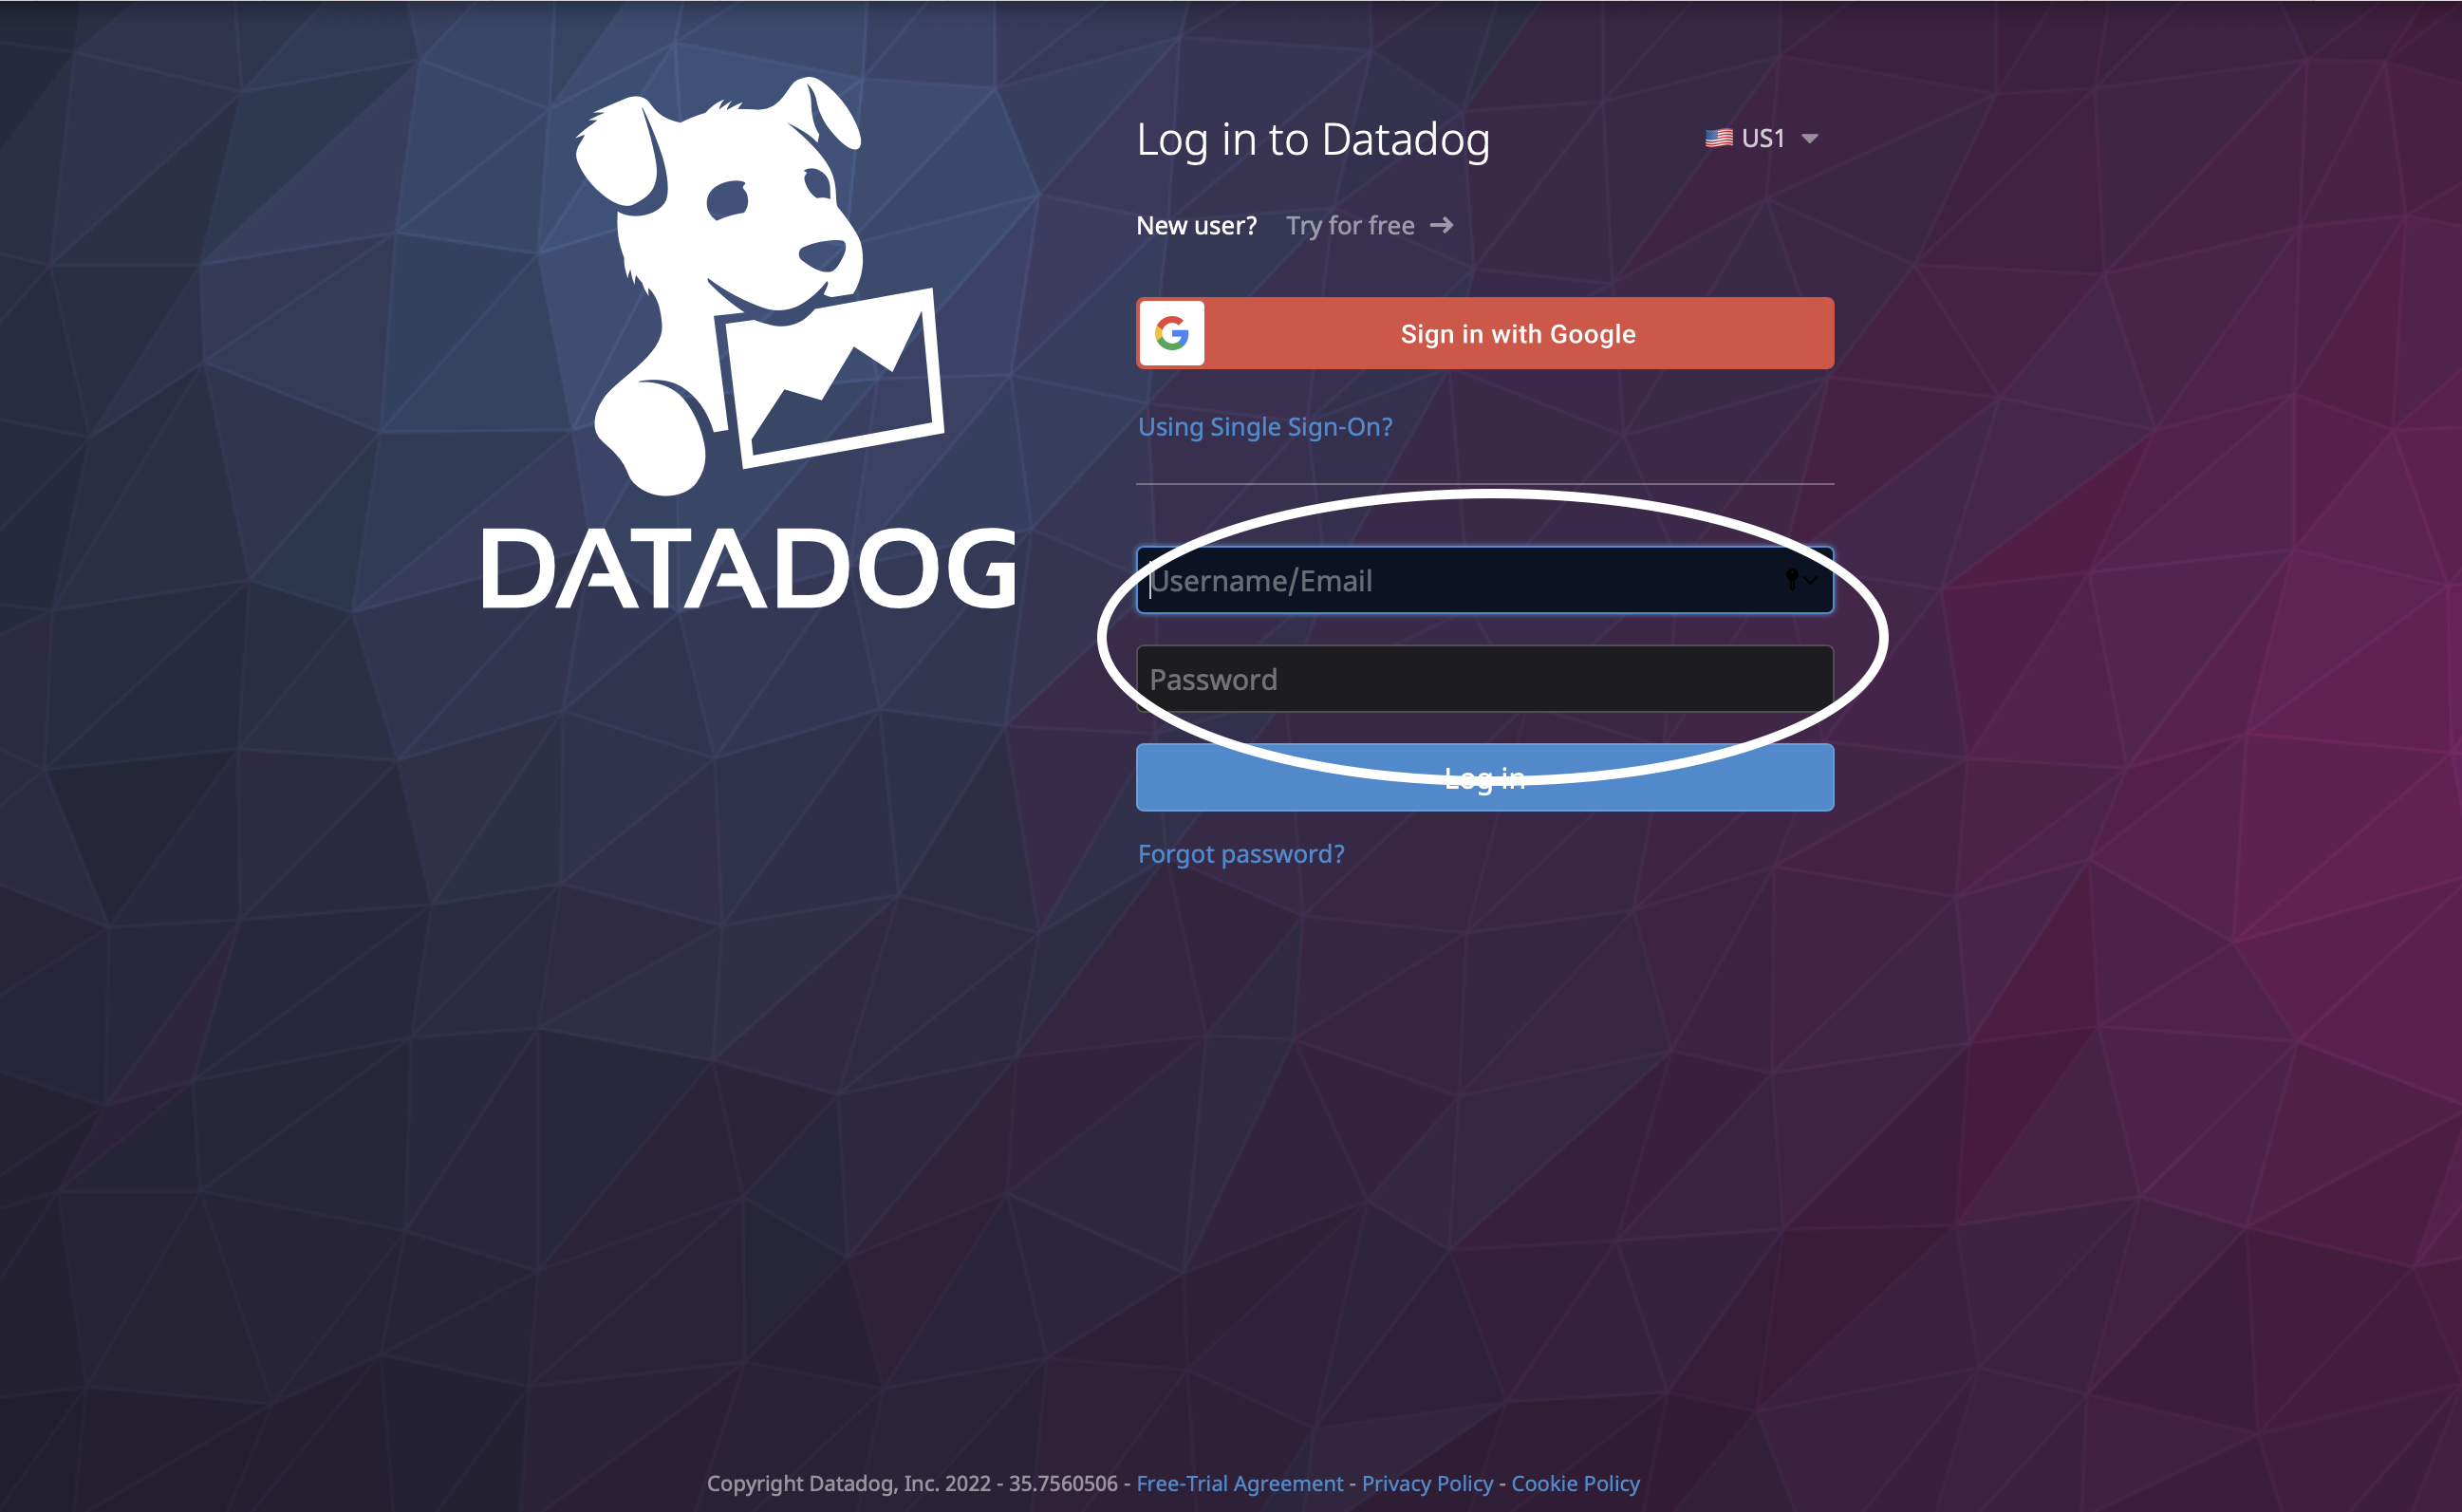 DATADOG
Log in to Datadog
US1
New user? Try for free →
Sign in with Google
Using Single Sign-On?
Username/Email
Password
Log in
Forgot password?
Copyright Datadog, Inc. 2022 - 35.7560506 - Free-Trial Agreement - Privacy Policy - Cookie Policy